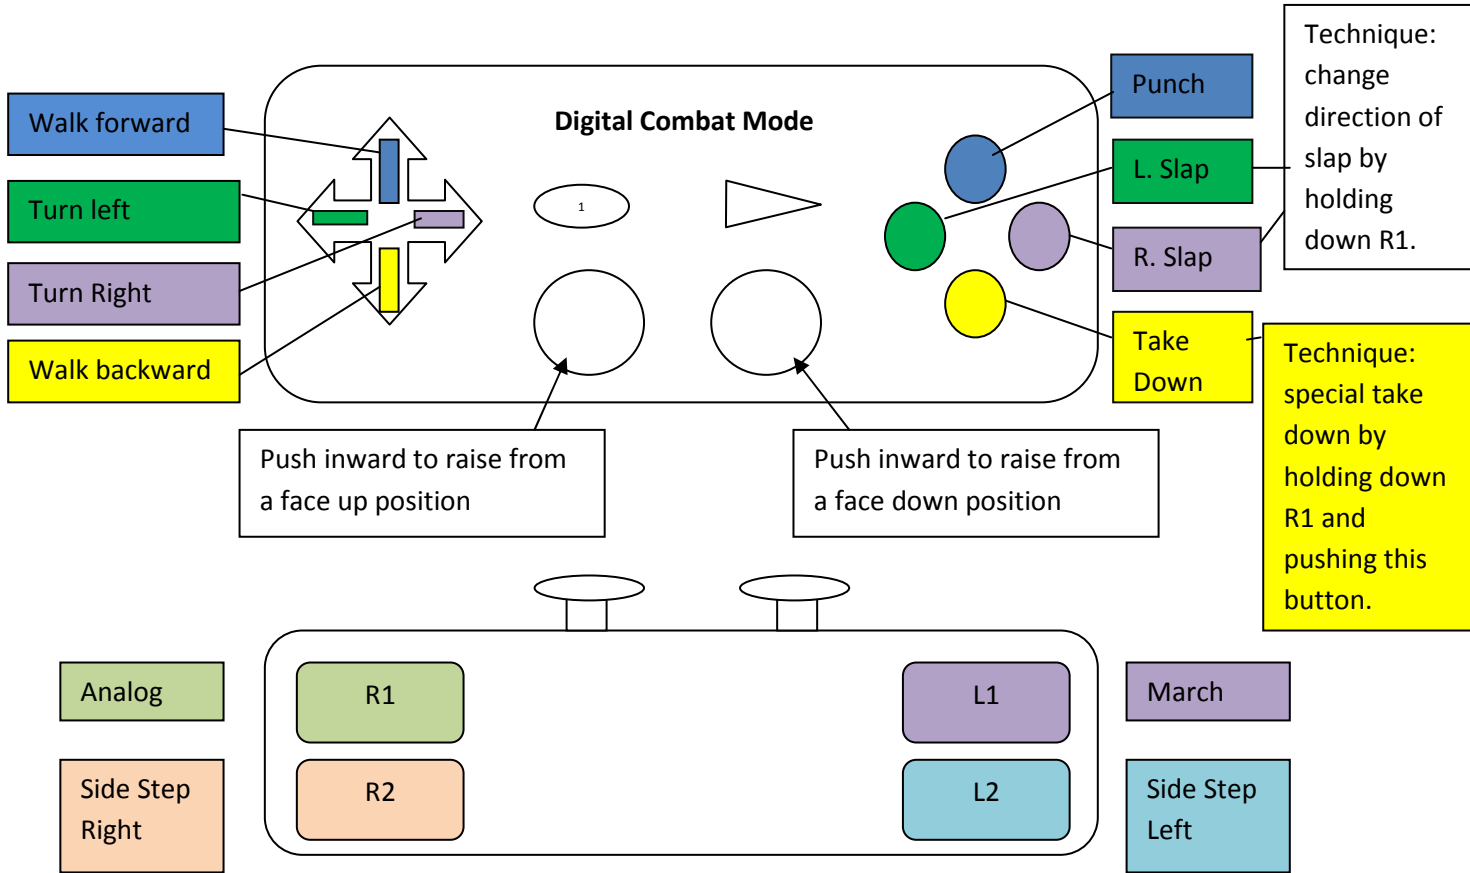 Digital Combat Mode
Walk forward
Turn left
Turn Right
Walk backward
1
Punch
L. Slap
R. Slap
Take
Down
Technique:
change
direction of
slap by
holding
down R1.
Technique:
special take
down by
holding down
R1 and
pushing this
button.
Push inward to raise from
a face up position
Push inward to raise from
a face down position
Analog
R1
L1
March
Side Step
Right
R2
L2
Side Step
Left